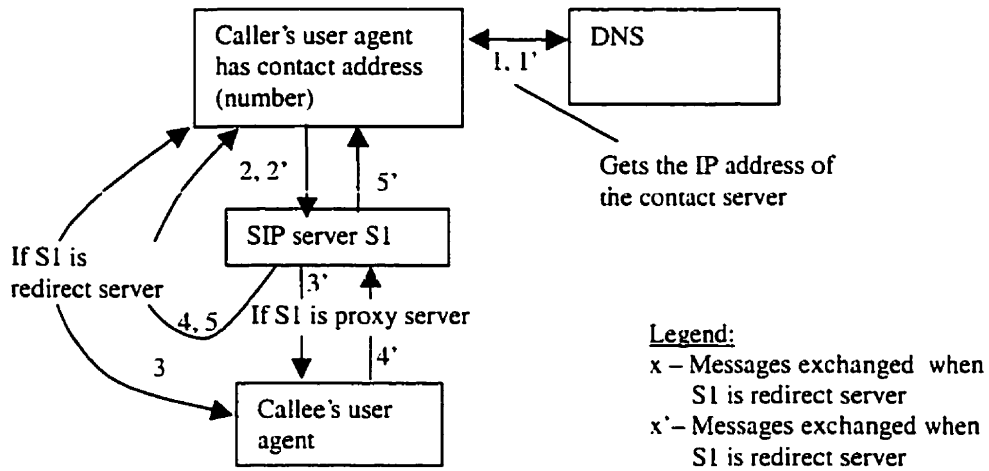 Caller's user agent
has contact address
(number)
DNS
1, 1'
Gets the IP address of
the contact server
2, 2'
5'
SIP server S1
If S1 is
redirect server
3'
4, 5
If S1 is proxy server
3
4'
Callee's user
agent
Legend:
x – Messages exchanged when
S1 is redirect server
x'– Messages exchanged when
S1 is redirect server